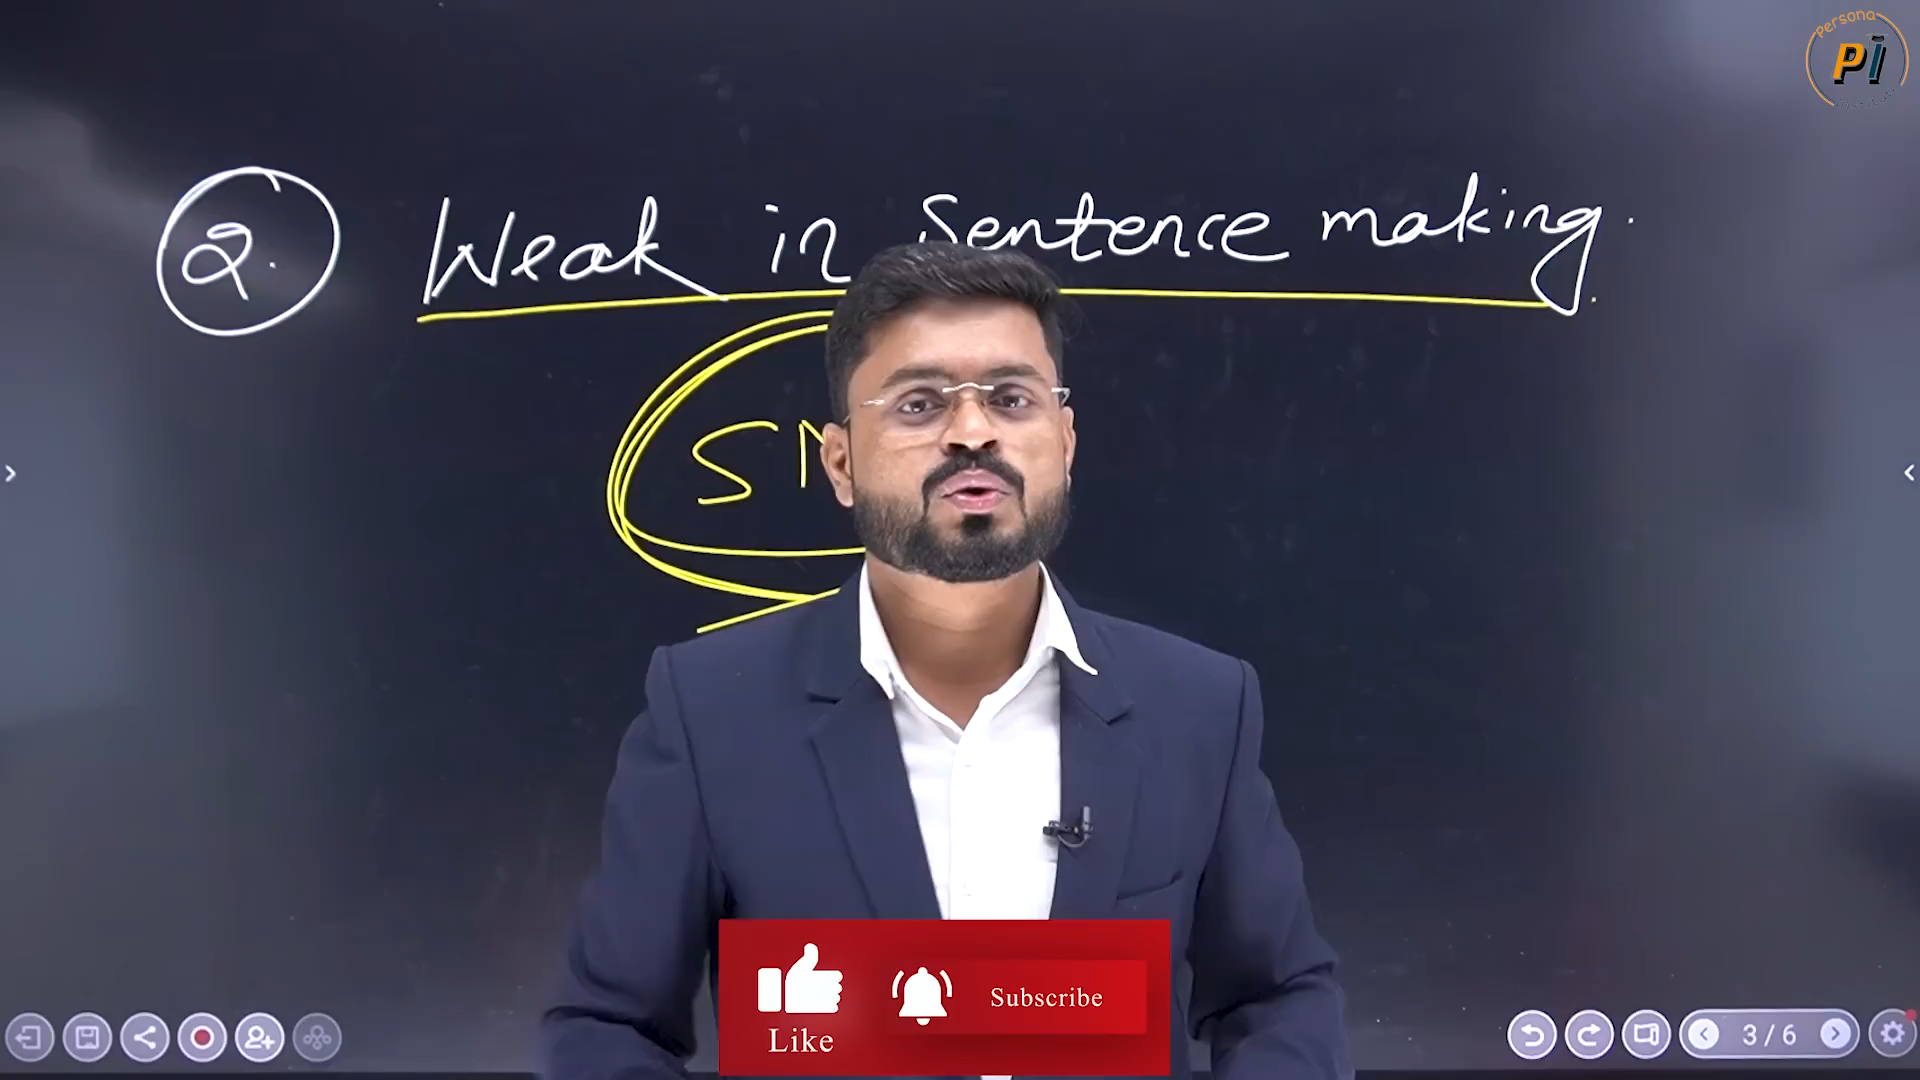 Persona
PI
2. Weak in Sentence making.
Like
Subscribe
3 / 6